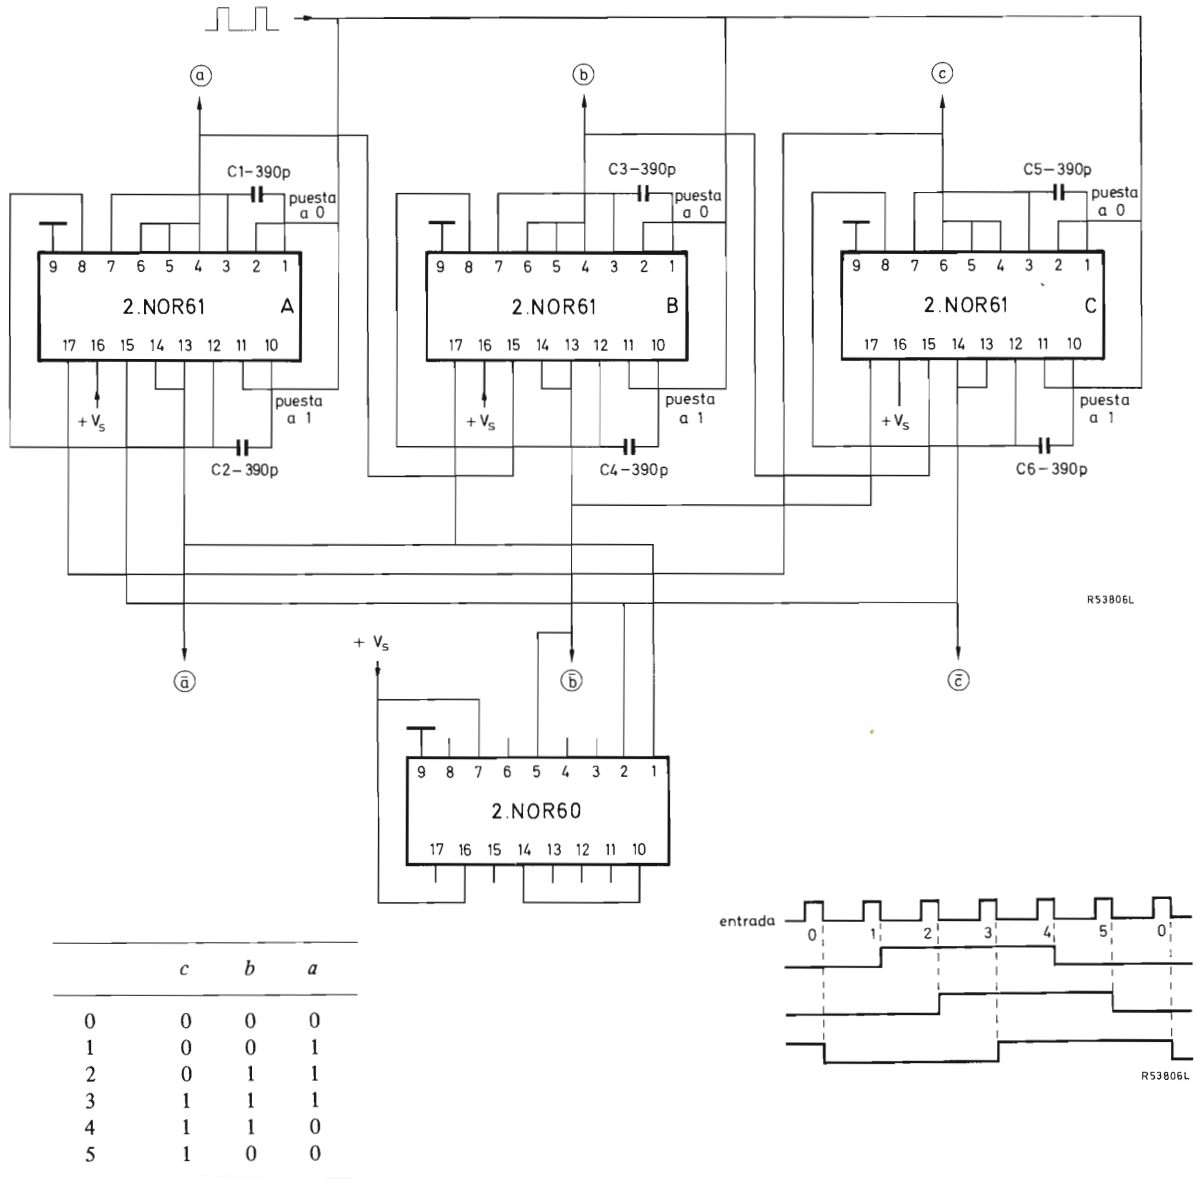 a b c
C1-390p C3-390p C5-390p
puesta a 0 puesta a 0 puesta a 0
9 8 7 6 5 4 3 2 1 9 8 7 6 5 4 3 2 1 9 8 7 6 5 4 3 2 1
2.NOR61 A 2.NOR61 B 2.NOR61 C
17 16 15 14 13 12 11 10 17 16 15 14 13 12 11 10 17 16 15 14 13 12 11 10
+ Vs puesta a 1 + Vs puesta a 1 + Vs puesta a 1
C2-390p C4-390p C6-390p
R53806L
+ Vs
a̅ b̅ c̅
9 8 7 6 5 4 3 2 1
2.NOR60
17 16 15 14 13 12 11 10
entrada
0 1 2 3 4 5 0
R53806L
c b a
0 0 0 0
1 0 0 1
2 0 1 1
3 1 1 1
4 1 1 0
5 1 0 0